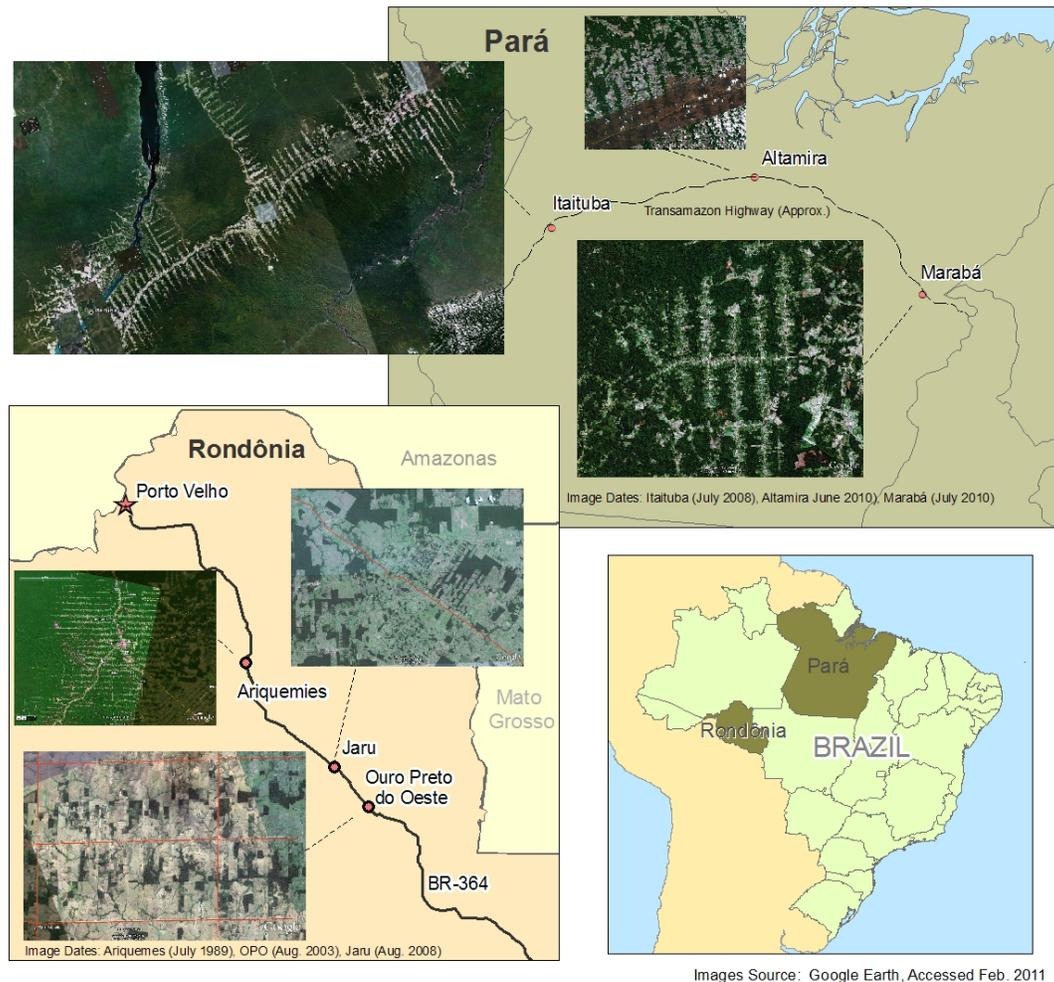 Pará
Altamira
Itaituba
Transamazon Highway (Approx.)
Marabá
Google
Image Dates: Itaituba (July 2008), Altamira June 2010), Marabá (July 2010)
Rondônia
Amazonas
Porto Velho
Ariquemies
Mato
Grosso
Jaru
Ouro Preto
do Oeste
Google
BR-364
Image Dates: Ariquemes (July 1989), OPO (Aug. 2003), Jaru (Aug. 2008)
Pará
Rondônia
BRAZIL
Images Source: Google Earth, Accessed Feb. 2011